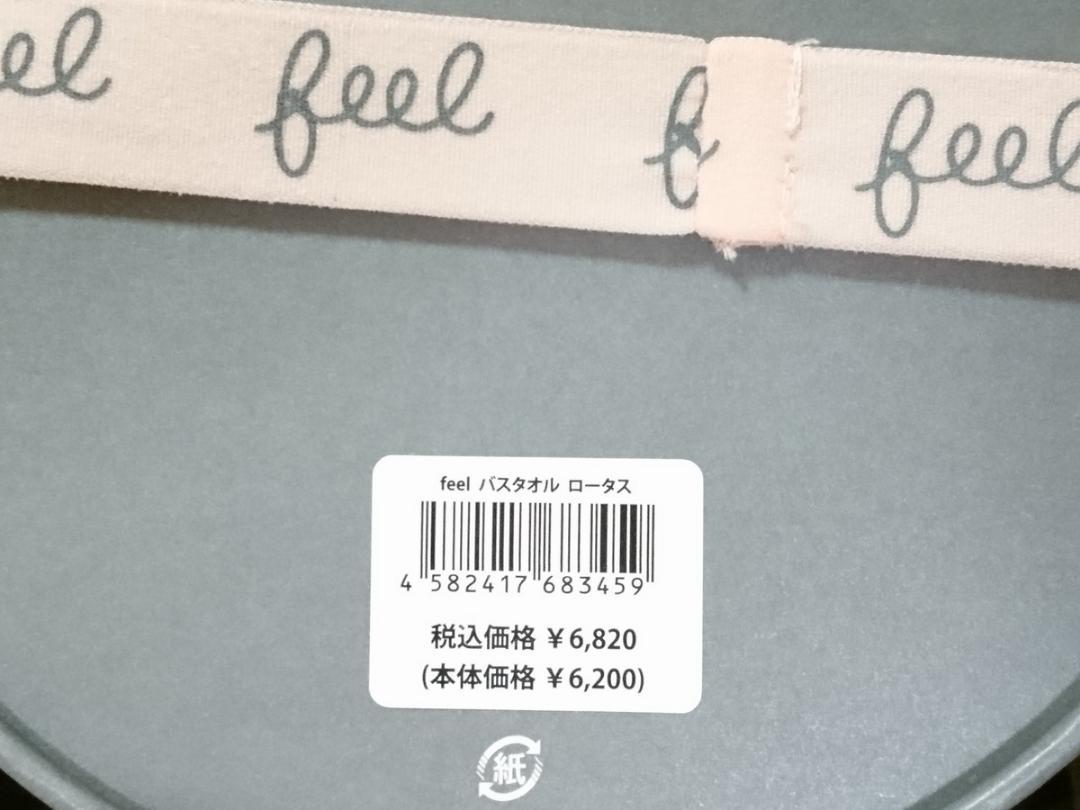 feel feel feel
feel バスタオル ロータス
4 582417 683459
税込価格 ¥6,820
(本体価格 ¥6,200)
紙